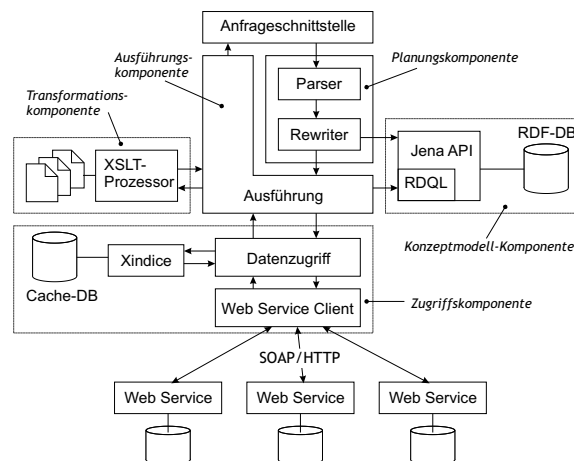 Anfrageschnittstelle
Ausführungs-
komponente
Planungskomponente
Parser
Transformations-
komponente
Rewriter
RDF-DB
Jena API
XSLT-
Prozessor
RDQL
Ausführung
Konzeptmodell-Komponente
Datenzugriff
Xindice
Cache-DB
Zugriffskomponente
Web Service Client
SOAP/HTTP
Web Service
Web Service
Web Service